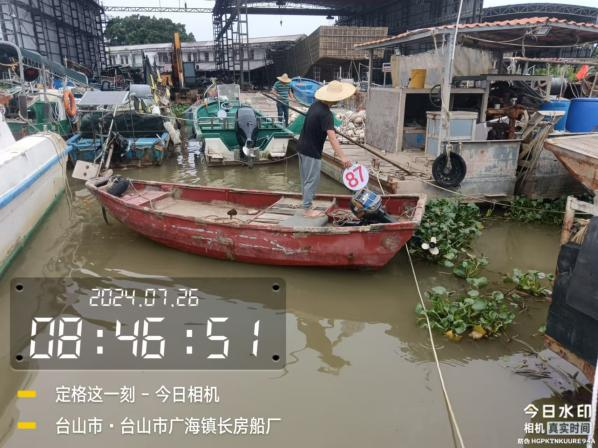 87
2024.07.26
08:46:51
定格这一刻 - 今日相机
台山市·台山市广海镇长房船厂
今日水印
相机 真实时间
防伪 HGPKTNKUURE94A